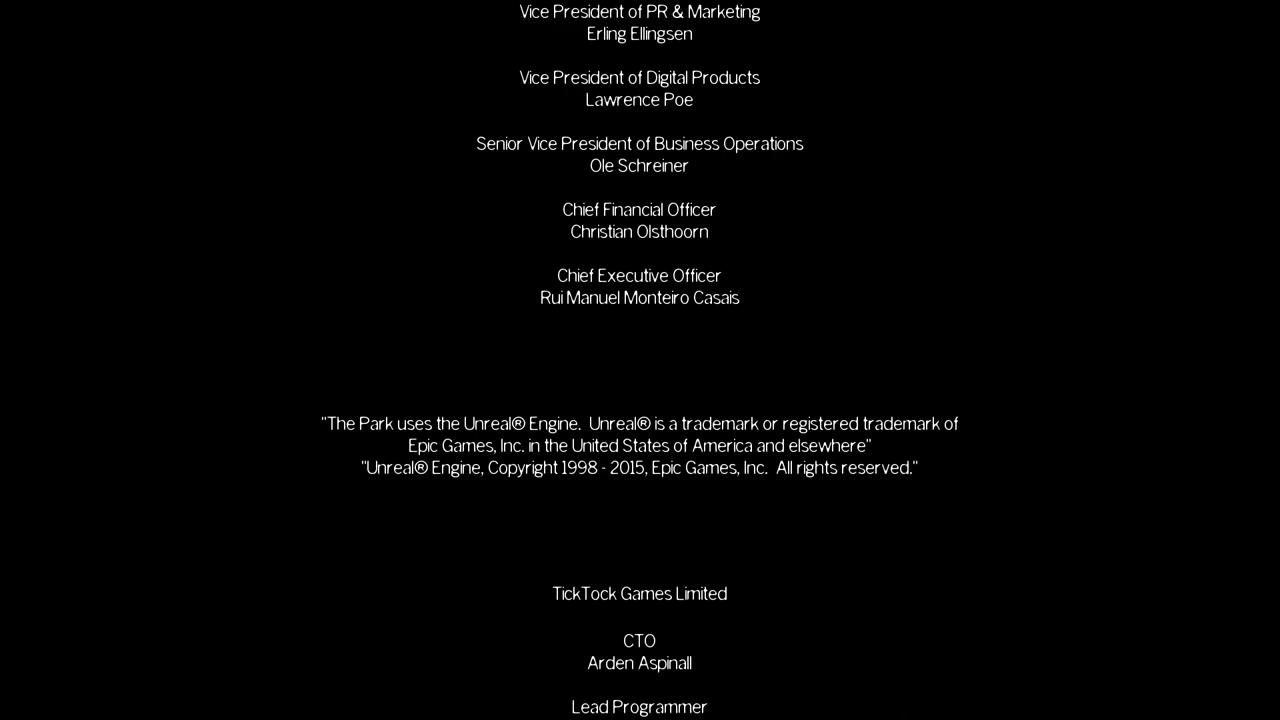 Vice President of PR & Marketing
Erling Ellingsen
Vice President of Digital Products
Lawrence Poe
Senior Vice President of Business Operations
Ole Schreiner
Chief Financial Officer
Christian Olsthoorn
Chief Executive Officer
Rui Manuel Monteiro Casais
"The Park uses the Unreal® Engine.  Unreal® is a trademark or registered trademark of
Epic Games, Inc. in the United States of America and elsewhere"
"Unreal® Engine, Copyright 1998 - 2015, Epic Games, Inc.  All rights reserved."
TickTock Games Limited
CTO
Arden Aspinall
Lead Programmer